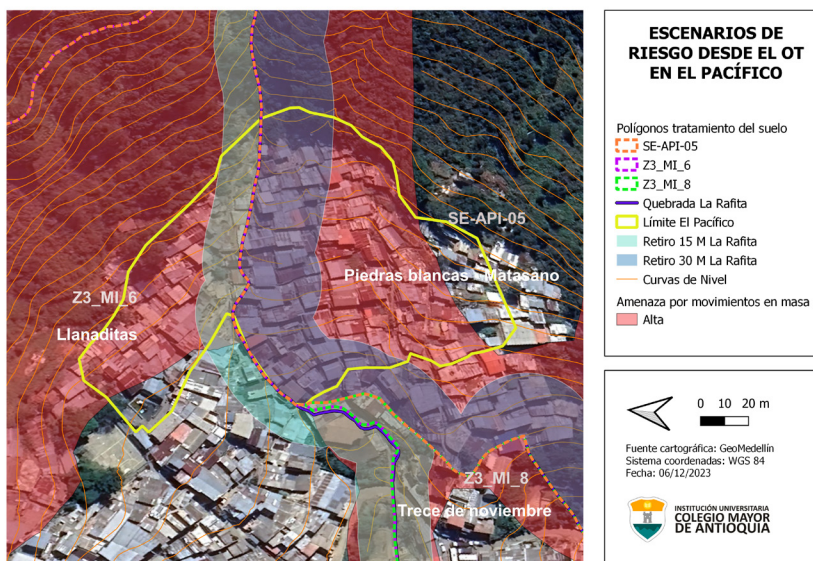 ESCENARIOS DE
RIESGO DESDE EL OT
EN EL PACÍFICO
Polígonos tratamiento del suelo
SE-API-05
Z3_MI_6
Z3_MI_8
Quebrada La Rafita
Límite El Pacífico
Retiro 15 M La Rafita
Retiro 30 M La Rafita
Curvas de Nivel
Amenaza por movimientos en masa
Alta
SE-API-05
Piedras blancas - Matasano
Z3_MI_6
Llanaditas
Z3_MI_8
Trece de noviembre
0 10 20 m
Fuente cartográfica: GeoMedellín
Sistema coordenadas: WGS 84
Fecha: 06/12/2023
INSTITUCIÓN UNIVERSITARIA
COLEGIO MAYOR
DE ANTIOQUIA